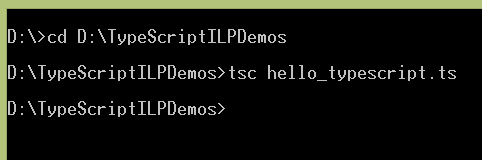 D:\>cd D:\TypeScriptILPDemos
D:\TypeScriptILPDemos>tsc hello_typescript.ts
D:\TypeScriptILPDemos>